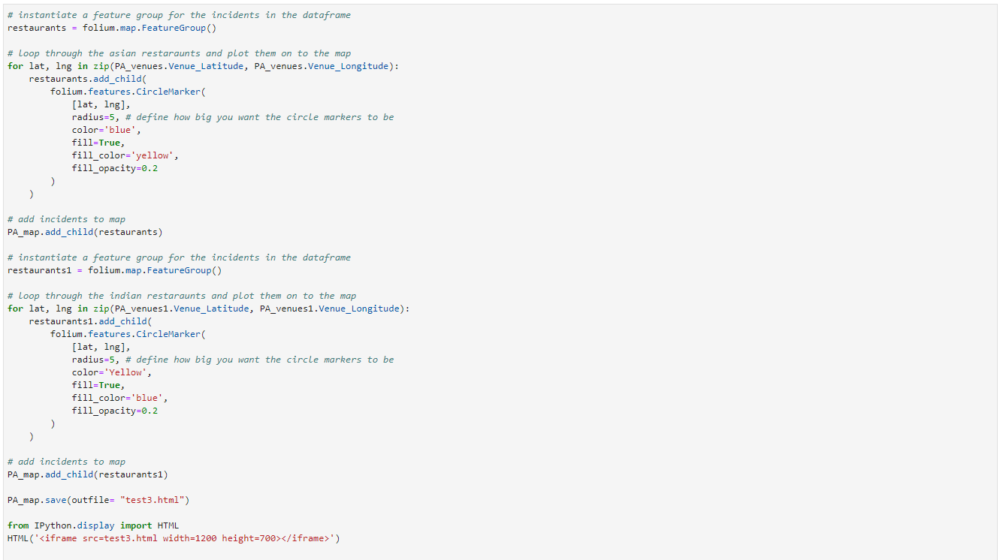 # instantiate a feature group for the incidents in the dataframe
restaurants = folium.map.FeatureGroup()

# loop through the asian restaraunts and plot them on to the map
for lat, lng in zip(PA_venues.Venue_Latitude, PA_venues.Venue_Longitude):
    restaurants.add_child(
        folium.features.CircleMarker(
            [lat, lng],
            radius=5, # define how big you want the circle markers to be
            color='blue',
            fill=True,
            fill_color='yellow',
            fill_opacity=0.2
        )
    )

# add incidents to map
PA_map.add_child(restaurants)

# instantiate a feature group for the incidents in the dataframe
restaurants1 = folium.map.FeatureGroup()

# loop through the indian restaraunts and plot them on to the map
for lat, lng in zip(PA_venues1.Venue_Latitude, PA_venues1.Venue_Longitude):
    restaurants1.add_child(
        folium.features.CircleMarker(
            [lat, lng],
            radius=5, # define how big you want the circle markers to be
            color='Yellow',
            fill=True,
            fill_color='blue',
            fill_opacity=0.2
        )
    )

# add incidents to map
PA_map.add_child(restaurants1)

PA_map.save(outfile= "test3.html")

from IPython.display import HTML
HTML('<iframe src=test3.html width=1200 height=700></iframe>')